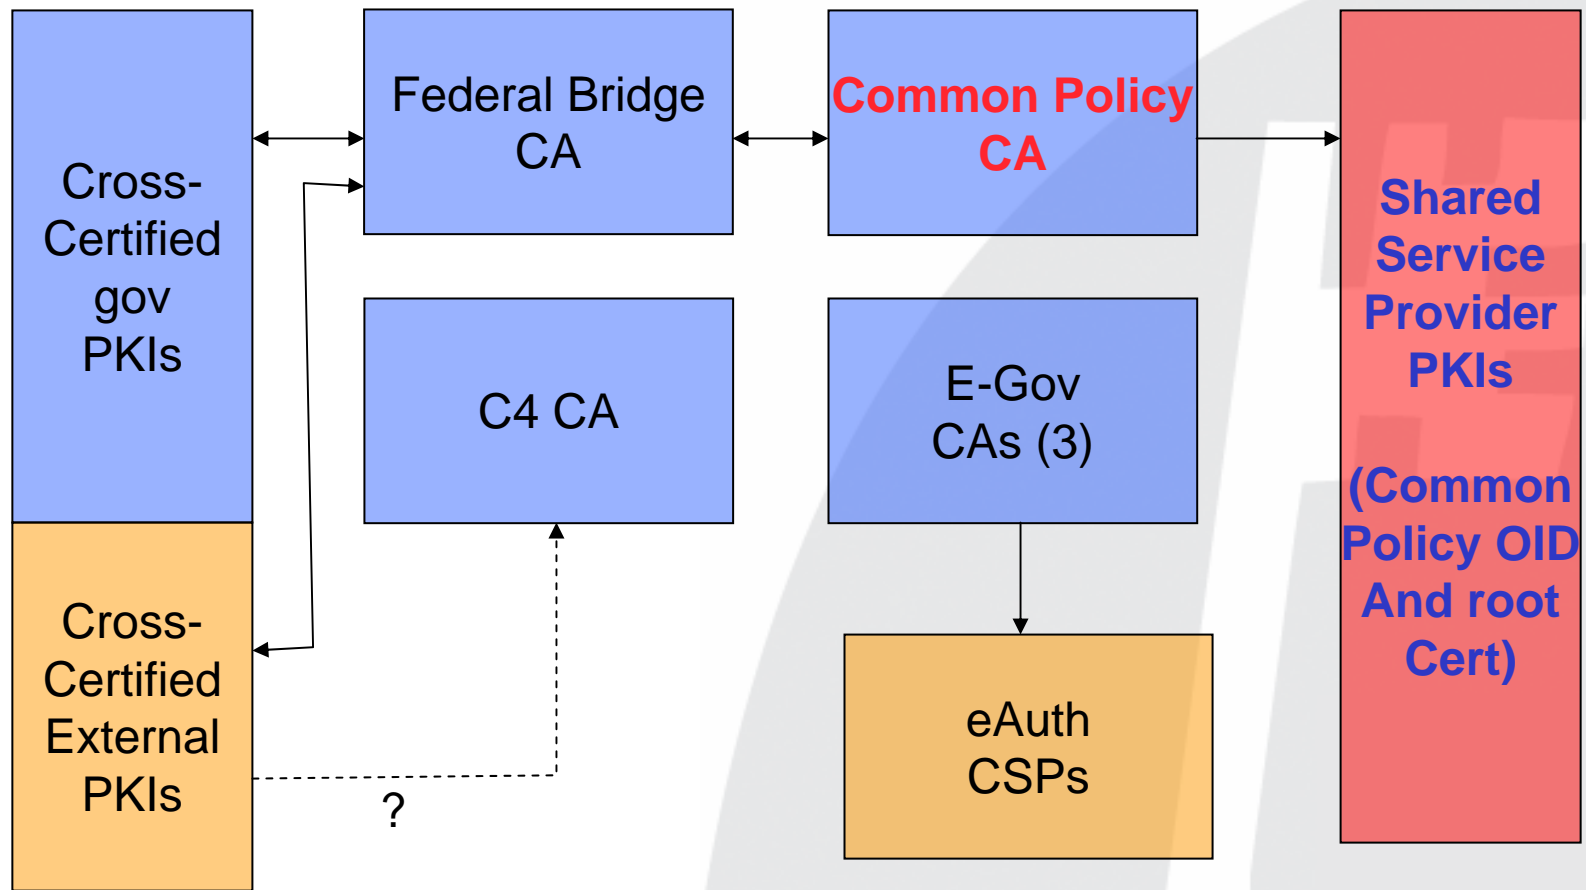 Cross-
Certified
gov
PKIs
Cross-
Certified
External
PKIs
Federal Bridge
CA
C4 CA
?
Common Policy
CA
E-Gov
CAs (3)
eAuth
CSPs
Shared
Service
Provider
PKIs
(Common
Policy OID
And root
Cert)